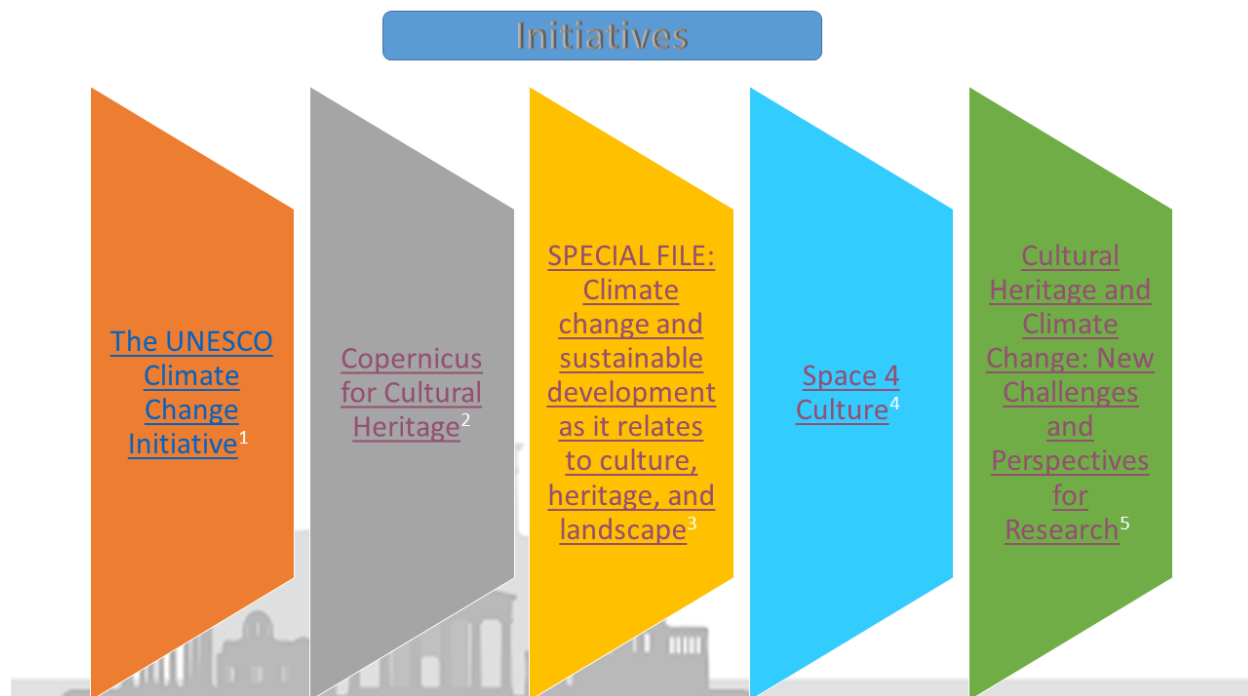 Initiatives
The UNESCO
Climate
Change
Initiative1
Copernicus
for Cultural
Heritage2
SPECIAL FILE:
Climate
change and
sustainable
development
as it relates
to culture,
heritage, and
landscape3
Space 4
Culture4
Cultural
Heritage and
Climate
Change: New
Challenges
and
Perspectives
for
Research5